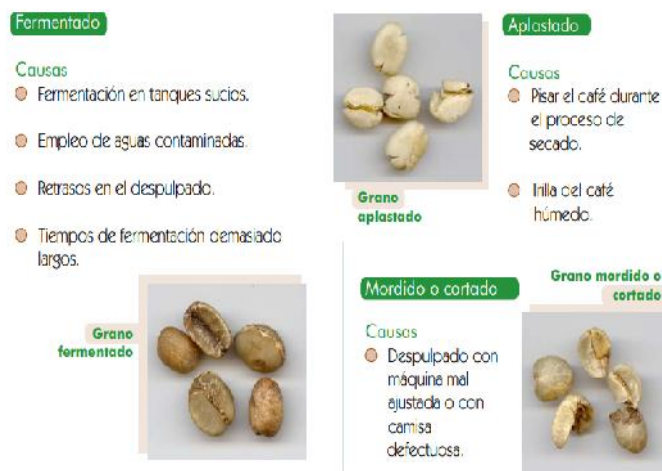 Fermentado
Causas
Fermentación en tanques sucios.
Empleo de aguas contaminadas.
Retrasos en el despulpado.
Tiempos de fermentación demasiado
largos.
Grano
fermentado
Grano
aplastado
Aplastado
Causas
Pisar el café durante
el proceso de
secado.
Trilla del café
húmedo.
Mordido o cortado
Causas
Despulpado con
máquina mal
ajustada o con
camisa
defectuosa.
Grano mordido o
cortado